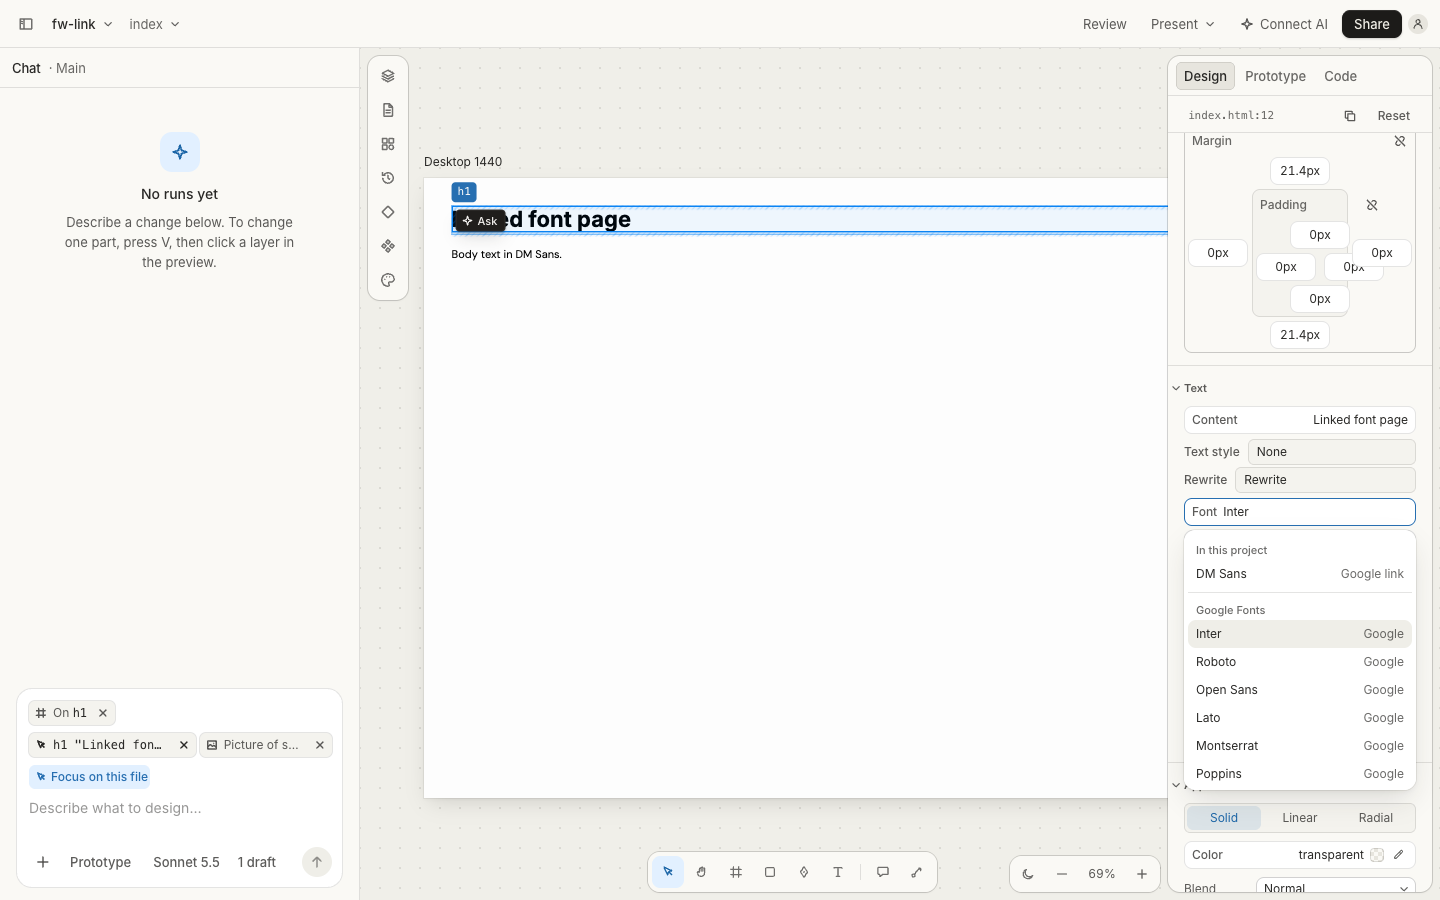 fw-link
index
Review
Present
Connect AI
Share
Chat · Main
No runs yet
Describe a change below. To change
one part, press V, then click a layer in
the preview.
On h1
h1 "Linked fon…
Picture of s…
Focus on this file
Describe what to design…
Prototype
Sonnet 5.5
1 draft
Desktop 1440
h1
Ask
ed font page
Body text in DM Sans.
69%
Design
Prototype
Code
index.html:12
Reset
Margin
21.4px
Padding
0px
0px
0px
0px
0px
0px
21.4px
Text
Content
Linked font page
Text style
None
Rewrite
Rewrite
Font Inter
In this project
DM Sans
Google link
Google Fonts
Inter
Google
Roboto
Google
Open Sans
Google
Lato
Google
Montserrat
Google
Poppins
Google
Solid
Linear
Radial
Color
transparent
Blend
Normal